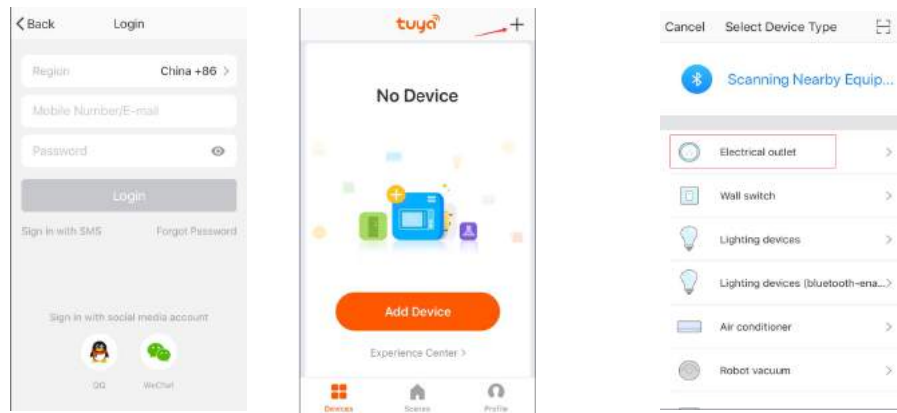 Back Login
Region China +86
Mobile Number/E-mail
Password
Login
Sign in with SMS Forgot Password
Sign in with social media account
QQ WeChat
tuya
No Device
Add Device
Experience Center
Devices Scenes Profile
Cancel Select Device Type
Scanning Nearby Equip...
Electrical outlet
Wall switch
Lighting devices
Lighting devices (bluetooth-ena...
Air conditioner
Robot vacuum